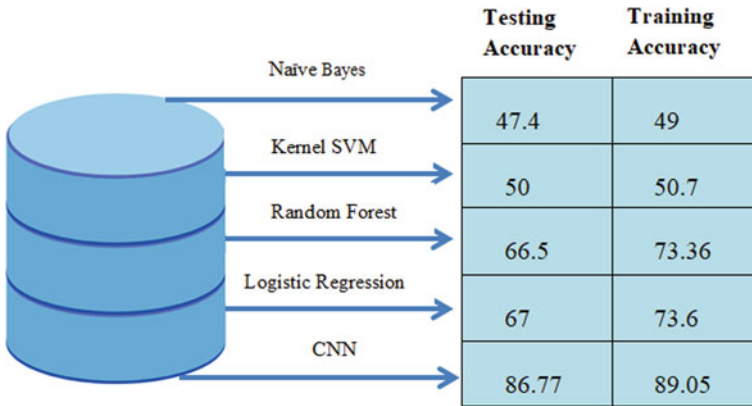 Testing Accuracy Training Accuracy
Naïve Bayes 47.4 49
Kernel SVM 50 50.7
Random Forest 66.5 73.36
Logistic Regression 67 73.6
CNN 86.77 89.05